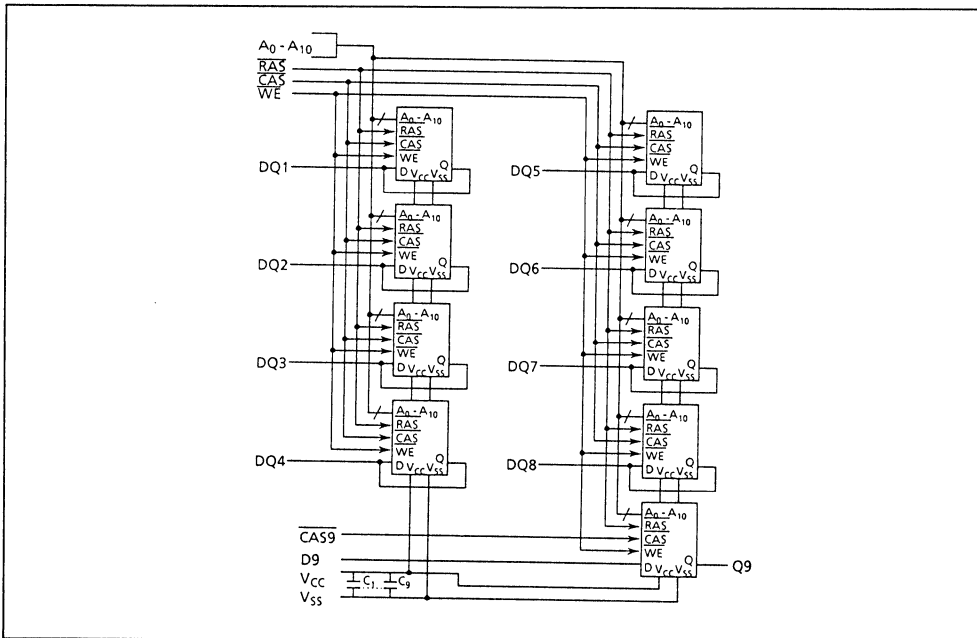 A0 - A10
RAS
CAS
WE
A0 - A10
RAS
CAS
WE
D VCC VSS Q
DQ1
A0 - A10
RAS
CAS
WE
D VCC VSS Q
DQ2
A0 - A10
RAS
CAS
WE
D VCC VSS Q
DQ3
A0 - A10
RAS
CAS
WE
D VCC VSS Q
DQ4
A0 - A10
RAS
CAS
WE
D VCC VSS Q
DQ5
A0 - A10
RAS
CAS
WE
D VCC VSS Q
DQ6
A0 - A10
RAS
CAS
WE
D VCC VSS Q
DQ7
A0 - A10
RAS
CAS
WE
D VCC VSS Q
DQ8
A0 - A10
RAS
CAS
WE
D VCC VSS Q
CAS9
D9
Q9
VCC
C1 ... C9
VSS